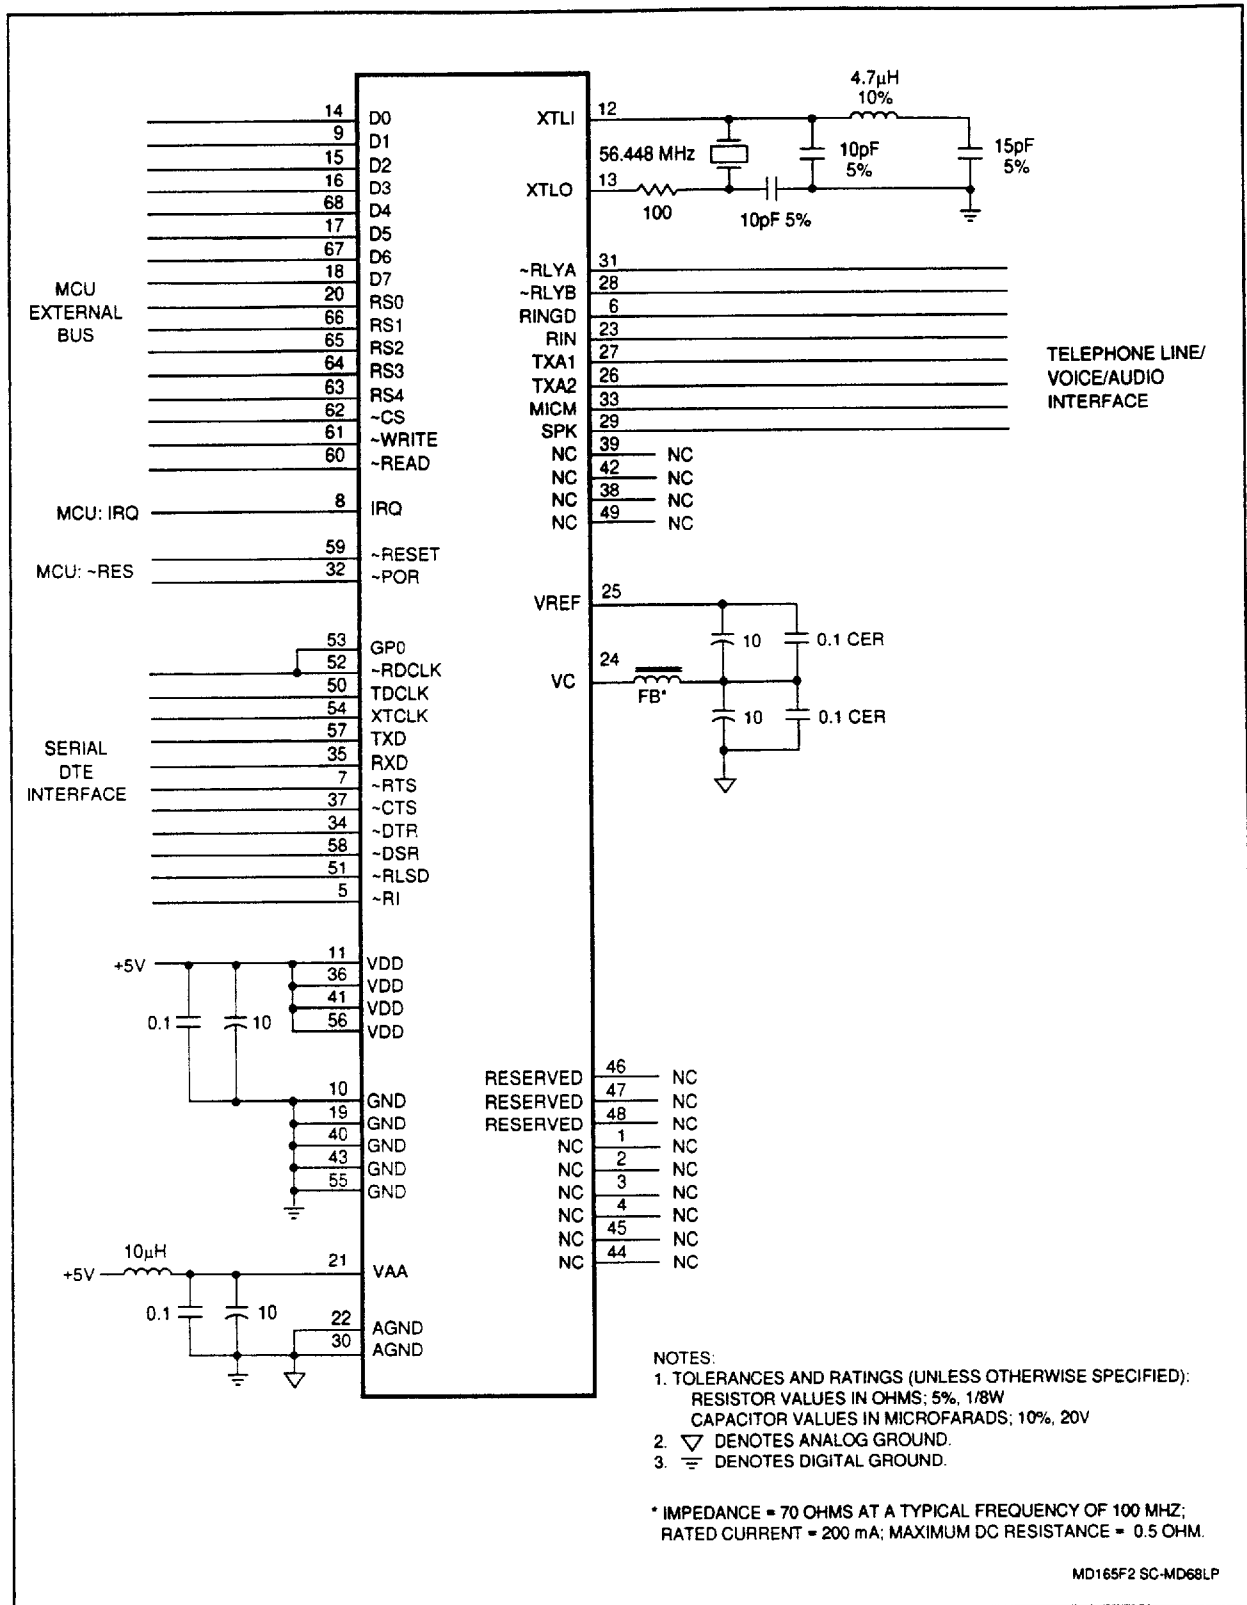 14 D0
9 D1
15 D2
16 D3
68 D4
17 D5
67 D6
18 D7
20 RS0
66 RS1
65 RS2
64 RS3
63 RS4
62 ~CS
61 ~WRITE
60 ~READ
MCU
EXTERNAL
BUS
MCU: IRQ 8 IRQ
59 ~RESET
MCU: ~RES
32 ~POR
53 GP0
52 ~RDCLK
50 TDCLK
54 XTCLK
57 TXD
35 RXD
7 ~RTS
37 ~CTS
34 ~DTR
58 ~DSR
51 ~RLSD
5 ~RI
SERIAL
DTE
INTERFACE
+5V 11 VDD
36 VDD
41 VDD
56 VDD
0.1 10
10 GND
19 GND
40 GND
43 GND
55 GND
10µH
+5V 21 VAA
0.1 10
22 AGND
30 AGND
XTLI 12
4.7µH
10%
56.448 MHz
10pF
5%
15pF
5%
XTLO 13
100
10pF 5%
~RLYA 31
~RLYB 28
RINGD 6
RIN 23
TXA1 27
TXA2 26
MICM 33
SPK 29
TELEPHONE LINE/
VOICE/AUDIO
INTERFACE
NC 39 NC
NC 42 NC
NC 38 NC
NC 49 NC
VREF 25
10 0.1 CER
VC 24
FB*
10 0.1 CER
RESERVED 46 NC
RESERVED 47 NC
RESERVED 48 NC
NC 1 NC
NC 2 NC
NC 3 NC
NC 4 NC
NC 45 NC
NC 44 NC
NOTES:
1. TOLERANCES AND RATINGS (UNLESS OTHERWISE SPECIFIED):
RESISTOR VALUES IN OHMS; 5%, 1/8W
CAPACITOR VALUES IN MICROFARADS; 10%, 20V
2. DENOTES ANALOG GROUND.
3. DENOTES DIGITAL GROUND.
* IMPEDANCE = 70 OHMS AT A TYPICAL FREQUENCY OF 100 MHZ;
RATED CURRENT = 200 mA; MAXIMUM DC RESISTANCE = 0.5 OHM.
MD165F2 SC-MD68LP